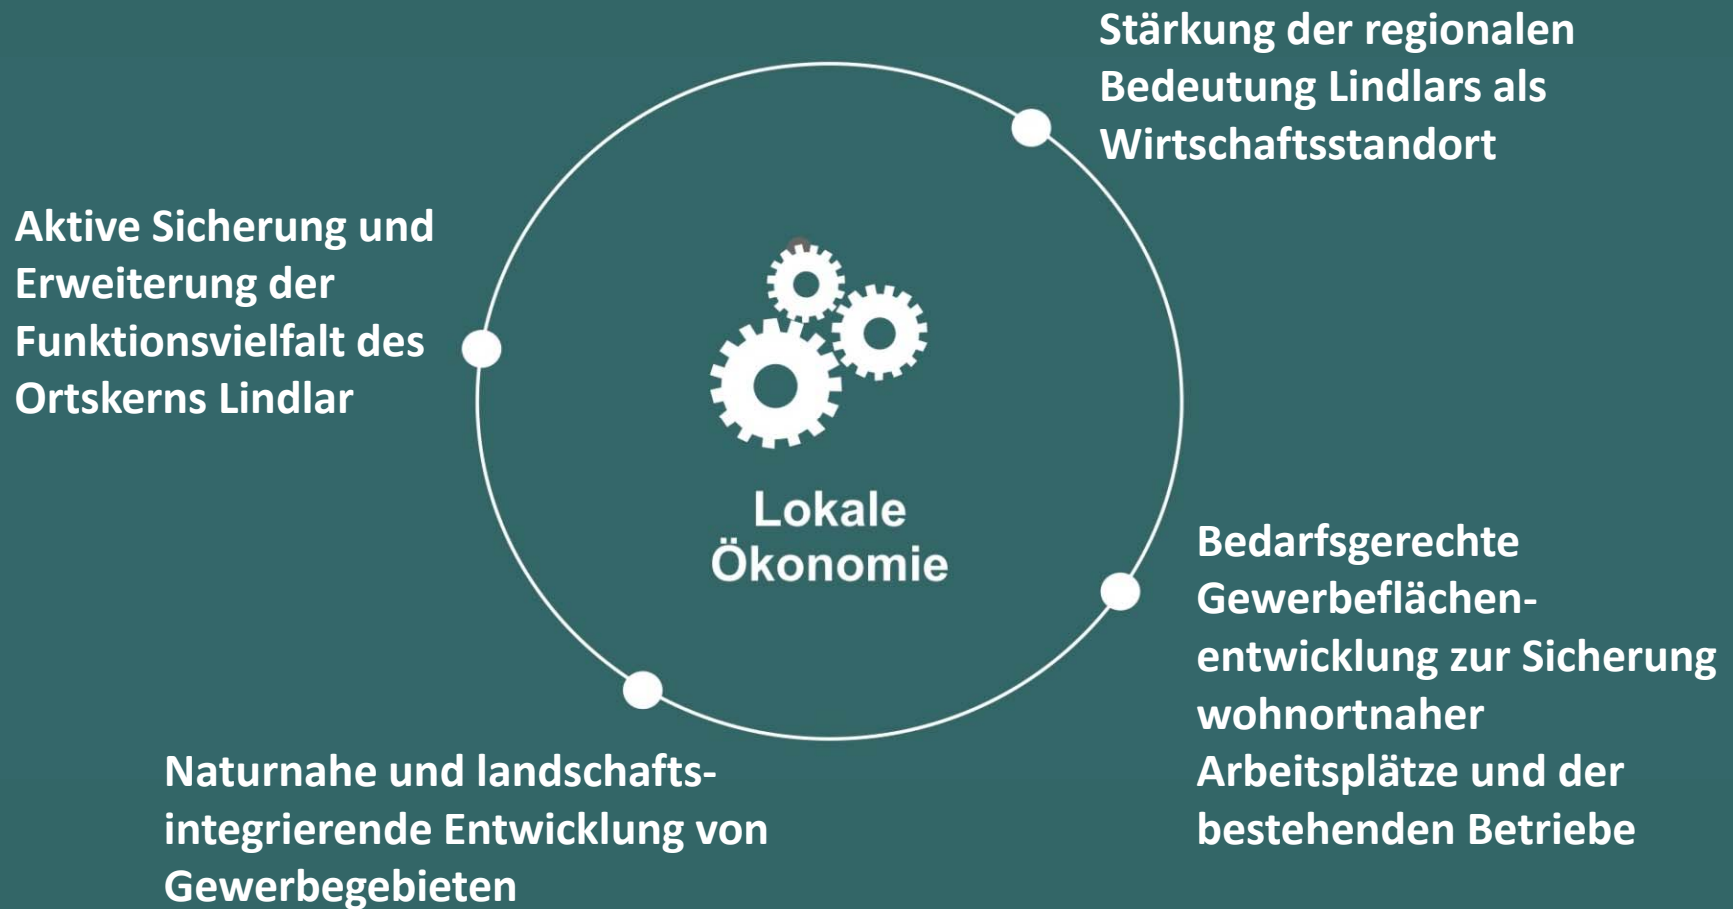 Stärkung der regionalen
Bedeutung Lindlars als
Wirtschaftsstandort
Aktive Sicherung und
Erweiterung der
Funktionsvielfalt des
Ortskerns Lindlar
Lokale
Ökonomie
Bedarfsgerechte
Gewerbeflächen-
entwicklung zur Sicherung
wohnortnaher
Arbeitsplätze und der
bestehenden Betriebe
Naturnahe und landschafts-
integrierende Entwicklung von
Gewerbegebieten